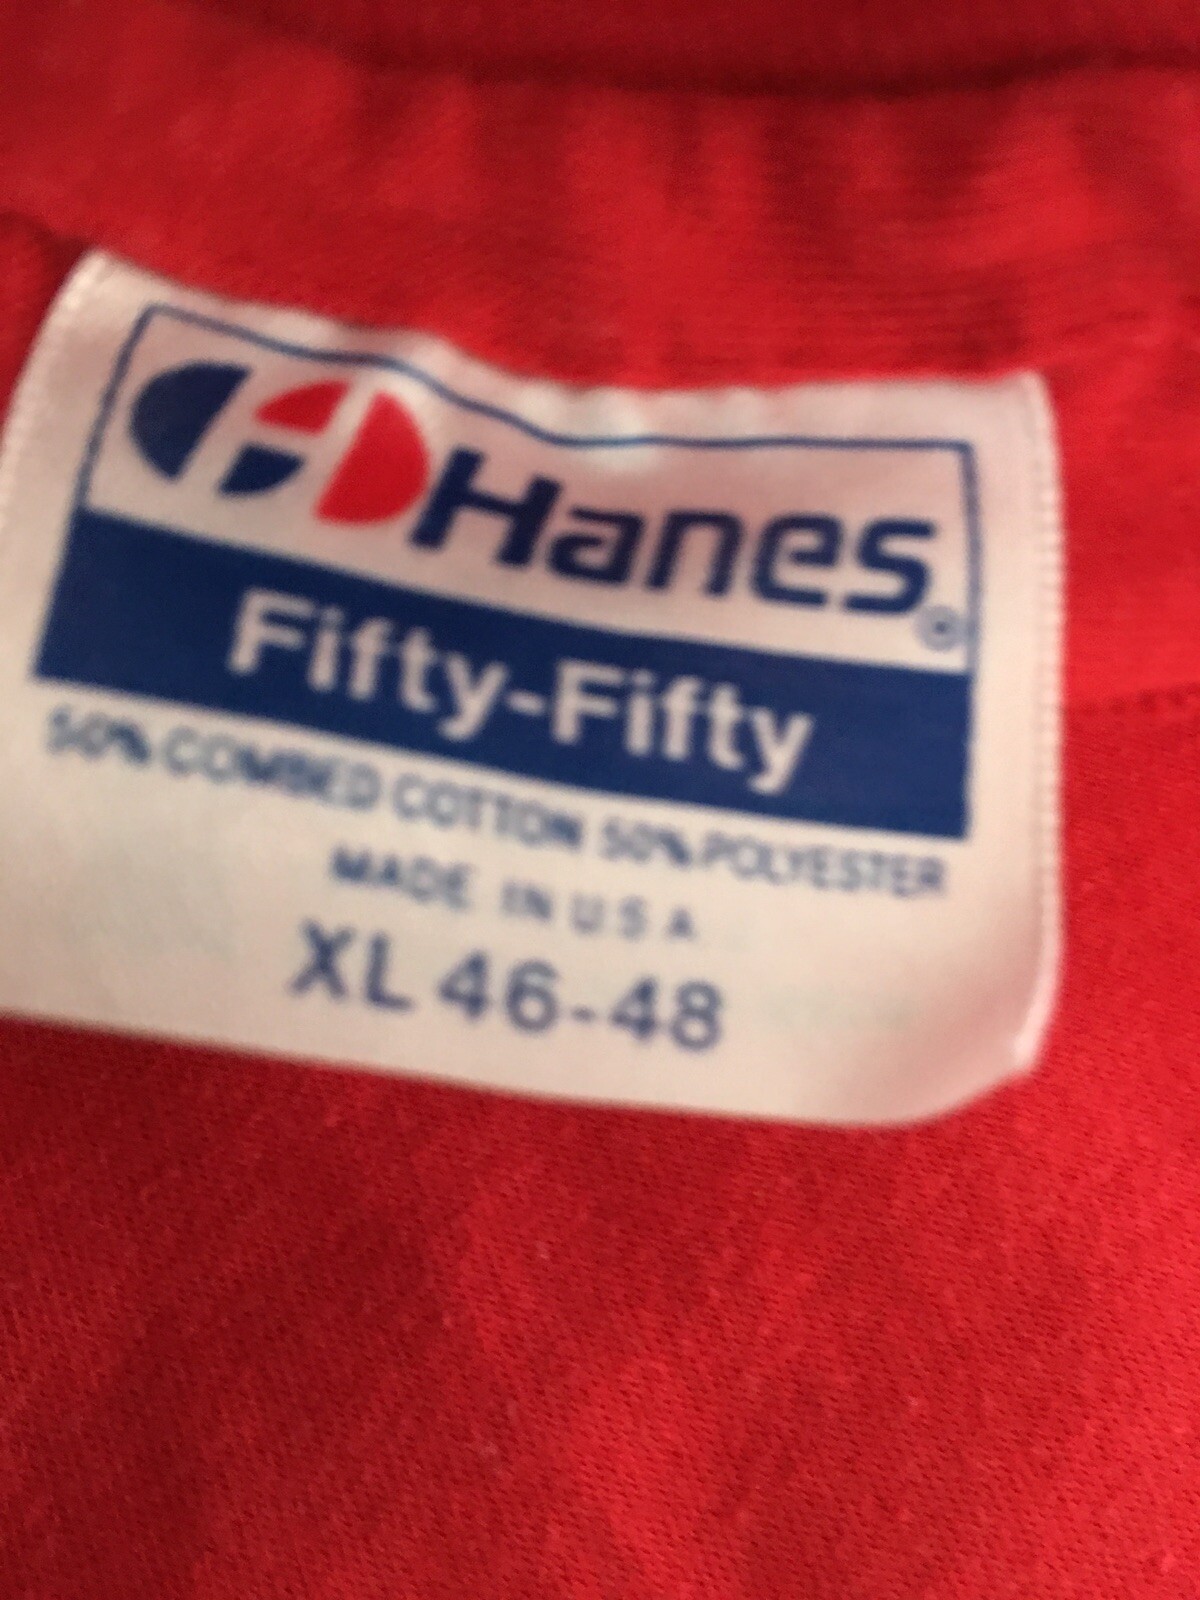 Hanes®
Fifty-Fifty
50% COMBED COTTON 50% POLYESTER
MADE IN U S A
XL 46-48